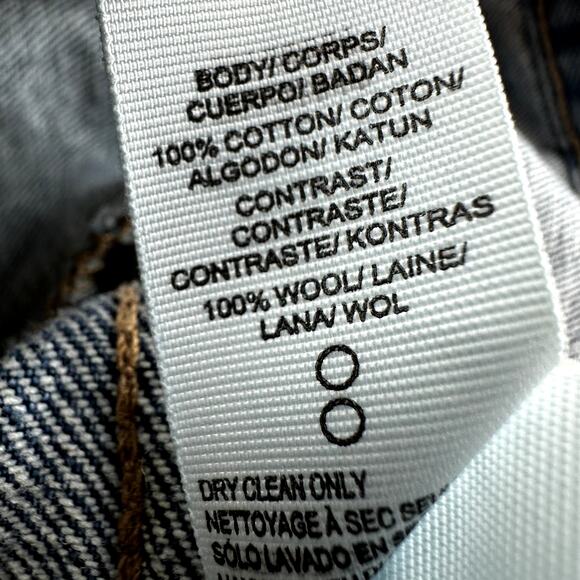 BODY/ CORPS/
CUERPO/ BADAN
100% COTTON/ COTON/
ALGODON/ KATUN
CONTRAST/
CONTRASTE/
CONTRASTE/ KONTRAS
100% WOOL/ LAINE/
LANA/ WOL
DRY CLEAN ONLY
NETTOYAGE À SEC
SÓLO LAVADO EN